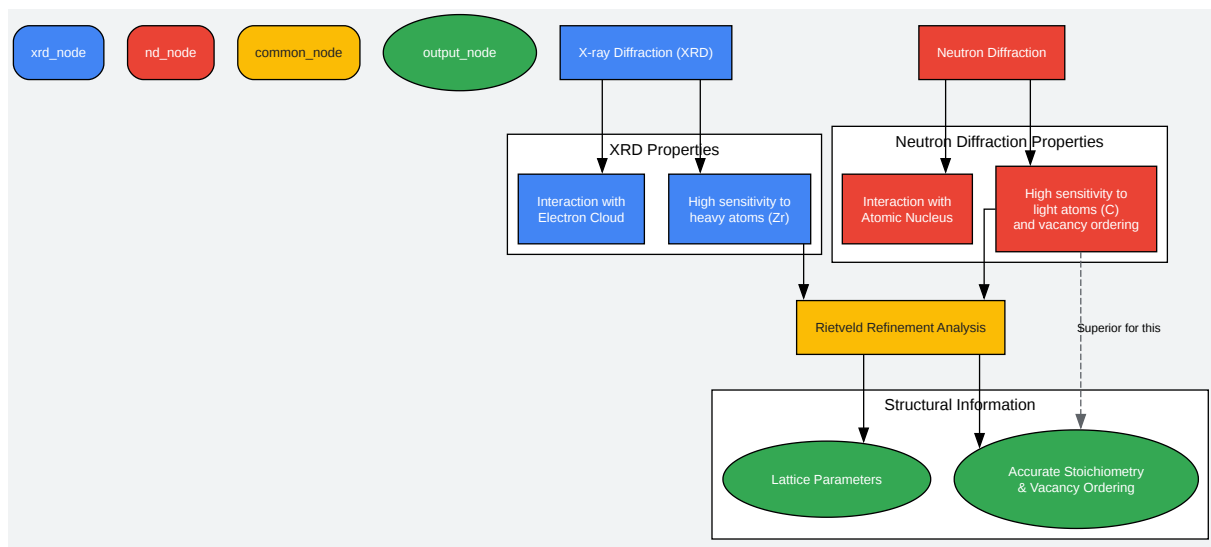 xrd_node
nd_node
common_node
output_node
X-ray Diffraction (XRD)
Neutron Diffraction
XRD Properties
Neutron Diffraction Properties
Interaction with
Electron Cloud
High sensitivity to
heavy atoms (Zr)
Interaction with
Atomic Nucleus
High sensitivity to
light atoms (C)
and vacancy ordering
Rietveld Refinement Analysis
Superior for this
Structural Information
Lattice Parameters
Accurate Stoichiometry
& Vacancy Ordering